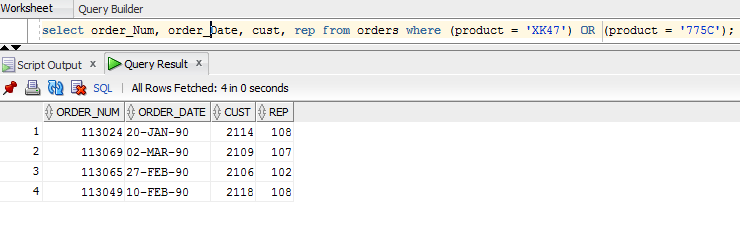 Worksheet Query Builder
select order_Num, order_Date, cust, rep from orders where (product = 'XK47') OR (product = '775C');
Script Output x Query Result x
SQL | All Rows Fetched: 4 in 0 seconds
ORDER_NUM ORDER_DATE CUST REP
1 113024 20-JAN-90 2114 108
2 113069 02-MAR-90 2109 107
3 113065 27-FEB-90 2106 102
4 113049 10-FEB-90 2118 108